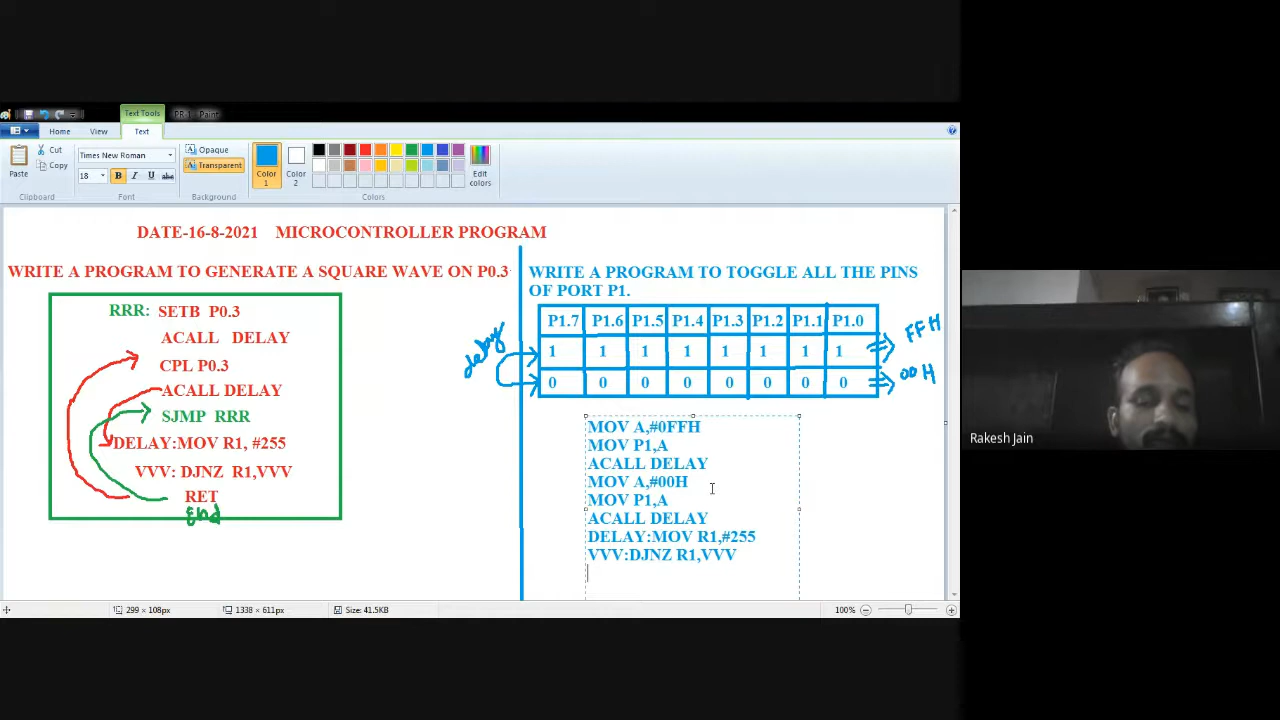 Text Tools
PR-1 - Paint
Home
View
Text
Paste
Cut
Copy
Clipboard
Times New Roman
18
B I U abc
Font
Opaque
Transparent
Background
Color 1
Color 2
Edit colors
Colors
DATE-16-8-2021 MICROCONTROLLER PROGRAM
WRITE A PROGRAM TO GENERATE A SQUARE WAVE ON P0.3
RRR: SETB P0.3
ACALL DELAY
CPL P0.3
ACALL DELAY
SJMP RRR
DELAY:MOV R1, #255
VVV: DJNZ R1,VVV
RET
End
WRITE A PROGRAM TO TOGGLE ALL THE PINS
OF PORT P1.
P1.7 P1.6 P1.5 P1.4 P1.3 P1.2 P1.1 P1.0
1 1 1 1 1 1 1 1
0 0 0 0 0 0 0 0
delay
FFH
00H
MOV A,#0FFH
MOV P1,A
ACALL DELAY
MOV A,#00H
MOV P1,A
ACALL DELAY
DELAY:MOV R1,#255
VVV:DJNZ R1,VVV
299 × 108px
1338 × 611px
Size: 41.5KB
100%
Rakesh Jain